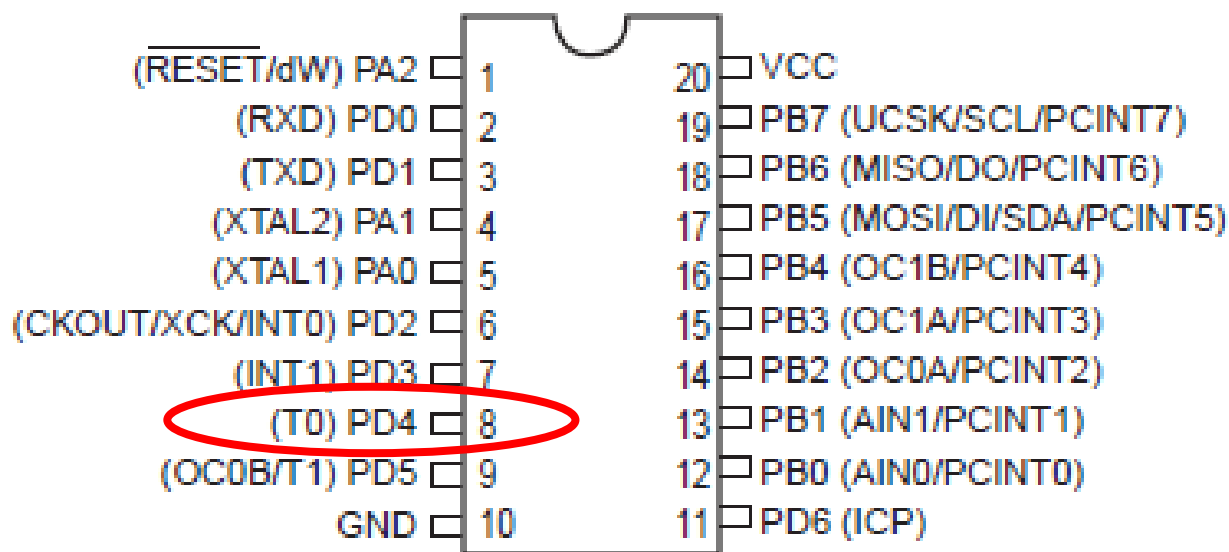 (RESET/dW) PA2 1 20 VCC
(RXD) PD0 2 19 PB7 (UCSK/SCL/PCINT7)
(TXD) PD1 3 18 PB6 (MISO/DO/PCINT6)
(XTAL2) PA1 4 17 PB5 (MOSI/DI/SDA/PCINT5)
(XTAL1) PA0 5 16 PB4 (OC1B/PCINT4)
(CKOUT/XCK/INT0) PD2 6 15 PB3 (OC1A/PCINT3)
(INT1) PD3 7 14 PB2 (OC0A/PCINT2)
(T0) PD4 8 13 PB1 (AIN1/PCINT1)
(OC0B/T1) PD5 9 12 PB0 (AIN0/PCINT0)
GND 10 11 PD6 (ICP)